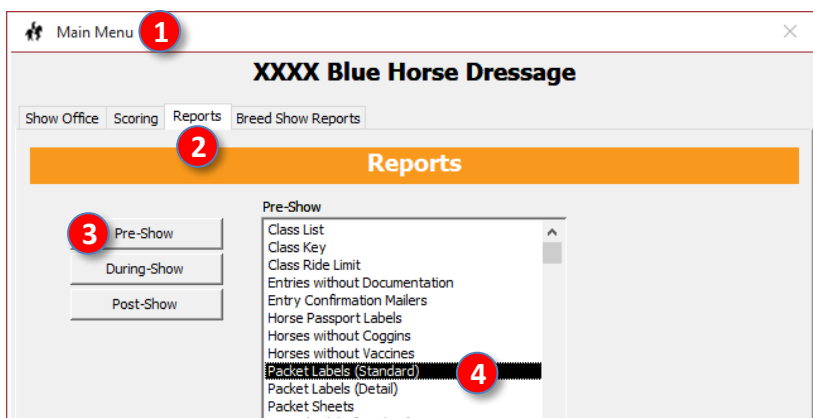 Main Menu 1
XXXX Blue Horse Dressage
Show Office Scoring Reports Breed Show Reports
2
Reports
Pre-Show
3 Pre-Show
During-Show
Post-Show
Class List
Class Key
Class Ride Limit
Entries without Documentation
Entry Confirmation Mailers
Horse Passport Labels
Horses without Coggins
Horses without Vaccines
Packet Labels (Standard) 4
Packet Labels (Detail)
Packet Sheets